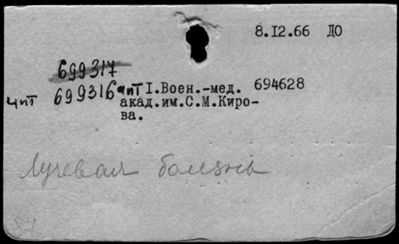 8.12.66 ДО
699317
чит 699316 чит I.Воен.-мед. 694628
акад.им.С.М.Киро-
ва.
Лучевая болезнь